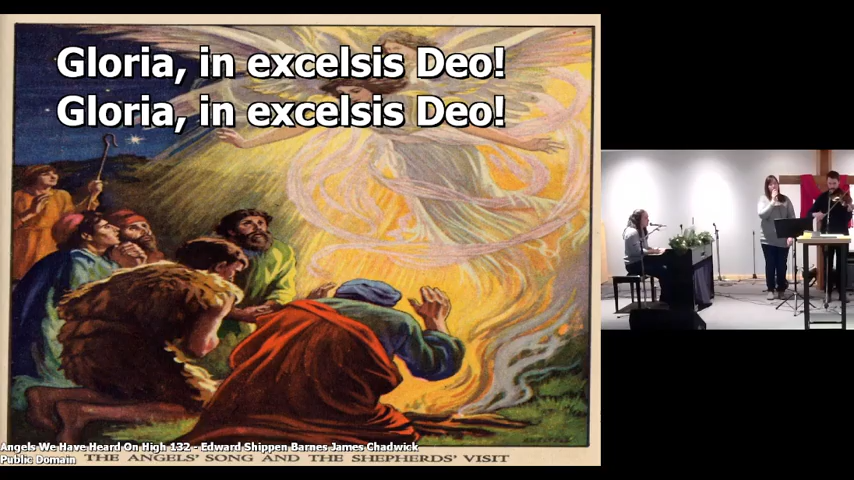 Gloria, in excelsis Deo!
Gloria, in excelsis Deo!
Angels We Have Heard On High 132 - Edward Shippen Barnes James Chadwick
Public Domain
THE ANGELS' SONG AND THE SHEPHERDS' VISIT